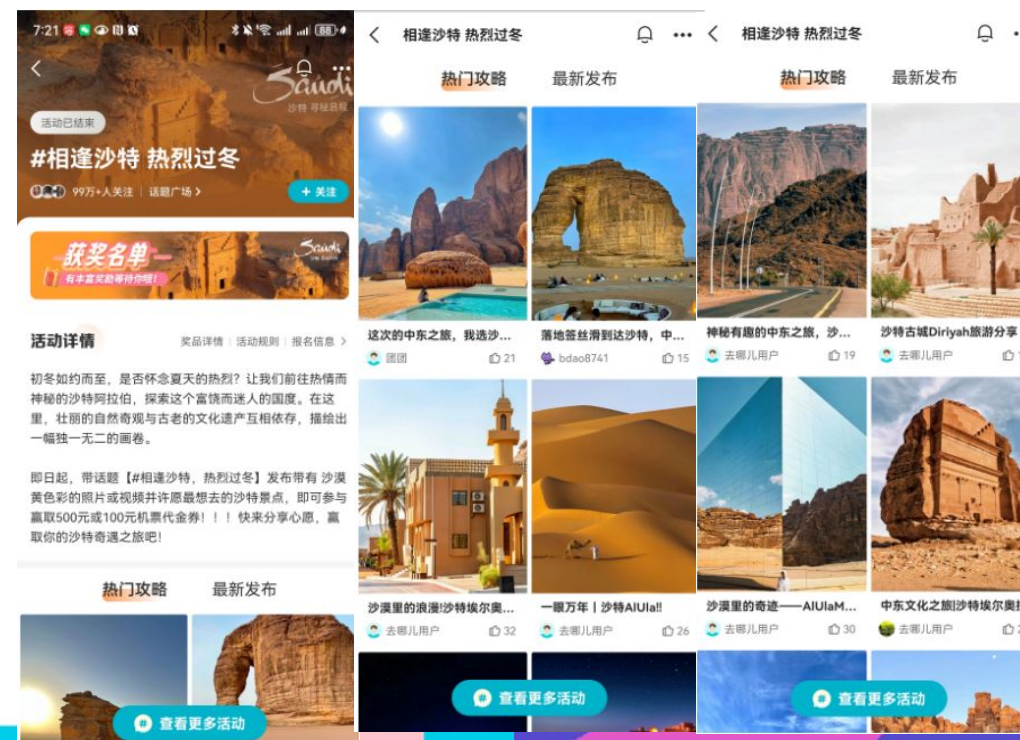 7:21
88
Saudi
沙特 寻秘启程
活动已结束
#相逢沙特 热烈过冬
99万+人关注
话题广场
+ 关注
获奖名单
有丰富奖励等待你哦!
Saudi
活动详情
奖品详情
活动规则
报名信息
初冬如约而至，是否怀念夏天的热烈？让我们前往热情而
神秘的沙特阿拉伯，探索这个富饶而迷人的国度。在这
里，壮丽的自然奇观与古老的文化遗产互相依存，描绘出
一幅独一无二的画卷。
即日起，带话题【#相逢沙特，热烈过冬】发布带有 沙漠
黄色彩的照片或视频并许愿最想去的沙特景点，即可参与
赢取500元或100元机票代金券！！！快来分享心愿，赢
取你的沙特奇遇之旅吧！
热门攻略
最新发布
查看更多活动
相逢沙特 热烈过冬
热门攻略
最新发布
这次的中东之旅，我选沙...
团团
21
落地签丝滑到达沙特，中...
bdao8741
15
沙漠里的浪漫!沙特埃尔奥...
去哪儿用户
32
一眼万年丨沙特AlUla!!
去哪儿用户
26
查看更多活动
相逢沙特 热烈过冬
热门攻略
最新发布
神秘有趣的中东之旅，沙...
去哪儿用户
19
沙特古城Diriyah旅游分享
去哪儿用户
沙漠里的奇迹——AlUlaM...
去哪儿用户
30
中东文化之旅|沙特埃尔奥
去哪儿用户
查看更多活动